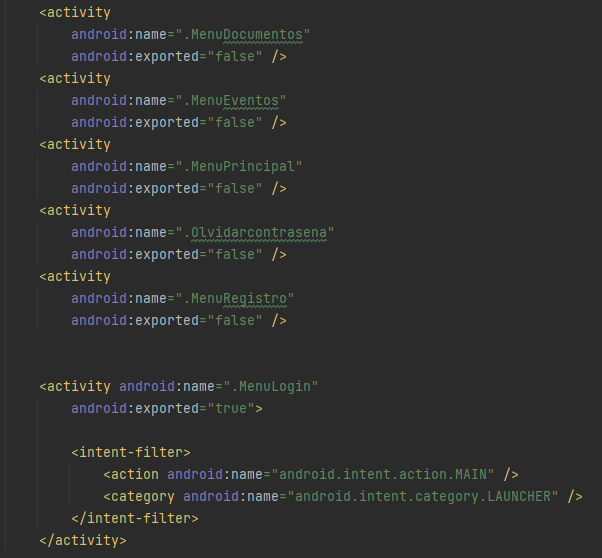 <activity
android:name=".MenuDocumentos"
android:exported="false" />
<activity
android:name=".MenuEventos"
android:exported="false" />
<activity
android:name=".MenuPrincipal"
android:exported="false" />
<activity
android:name=".Olvidarcontrasena"
android:exported="false" />
<activity
android:name=".MenuRegistro"
android:exported="false" />
<activity android:name=".MenuLogin"
android:exported="true">
<intent-filter>
<action android:name="android.intent.action.MAIN" />
<category android:name="android.intent.category.LAUNCHER" />
</intent-filter>
</activity>